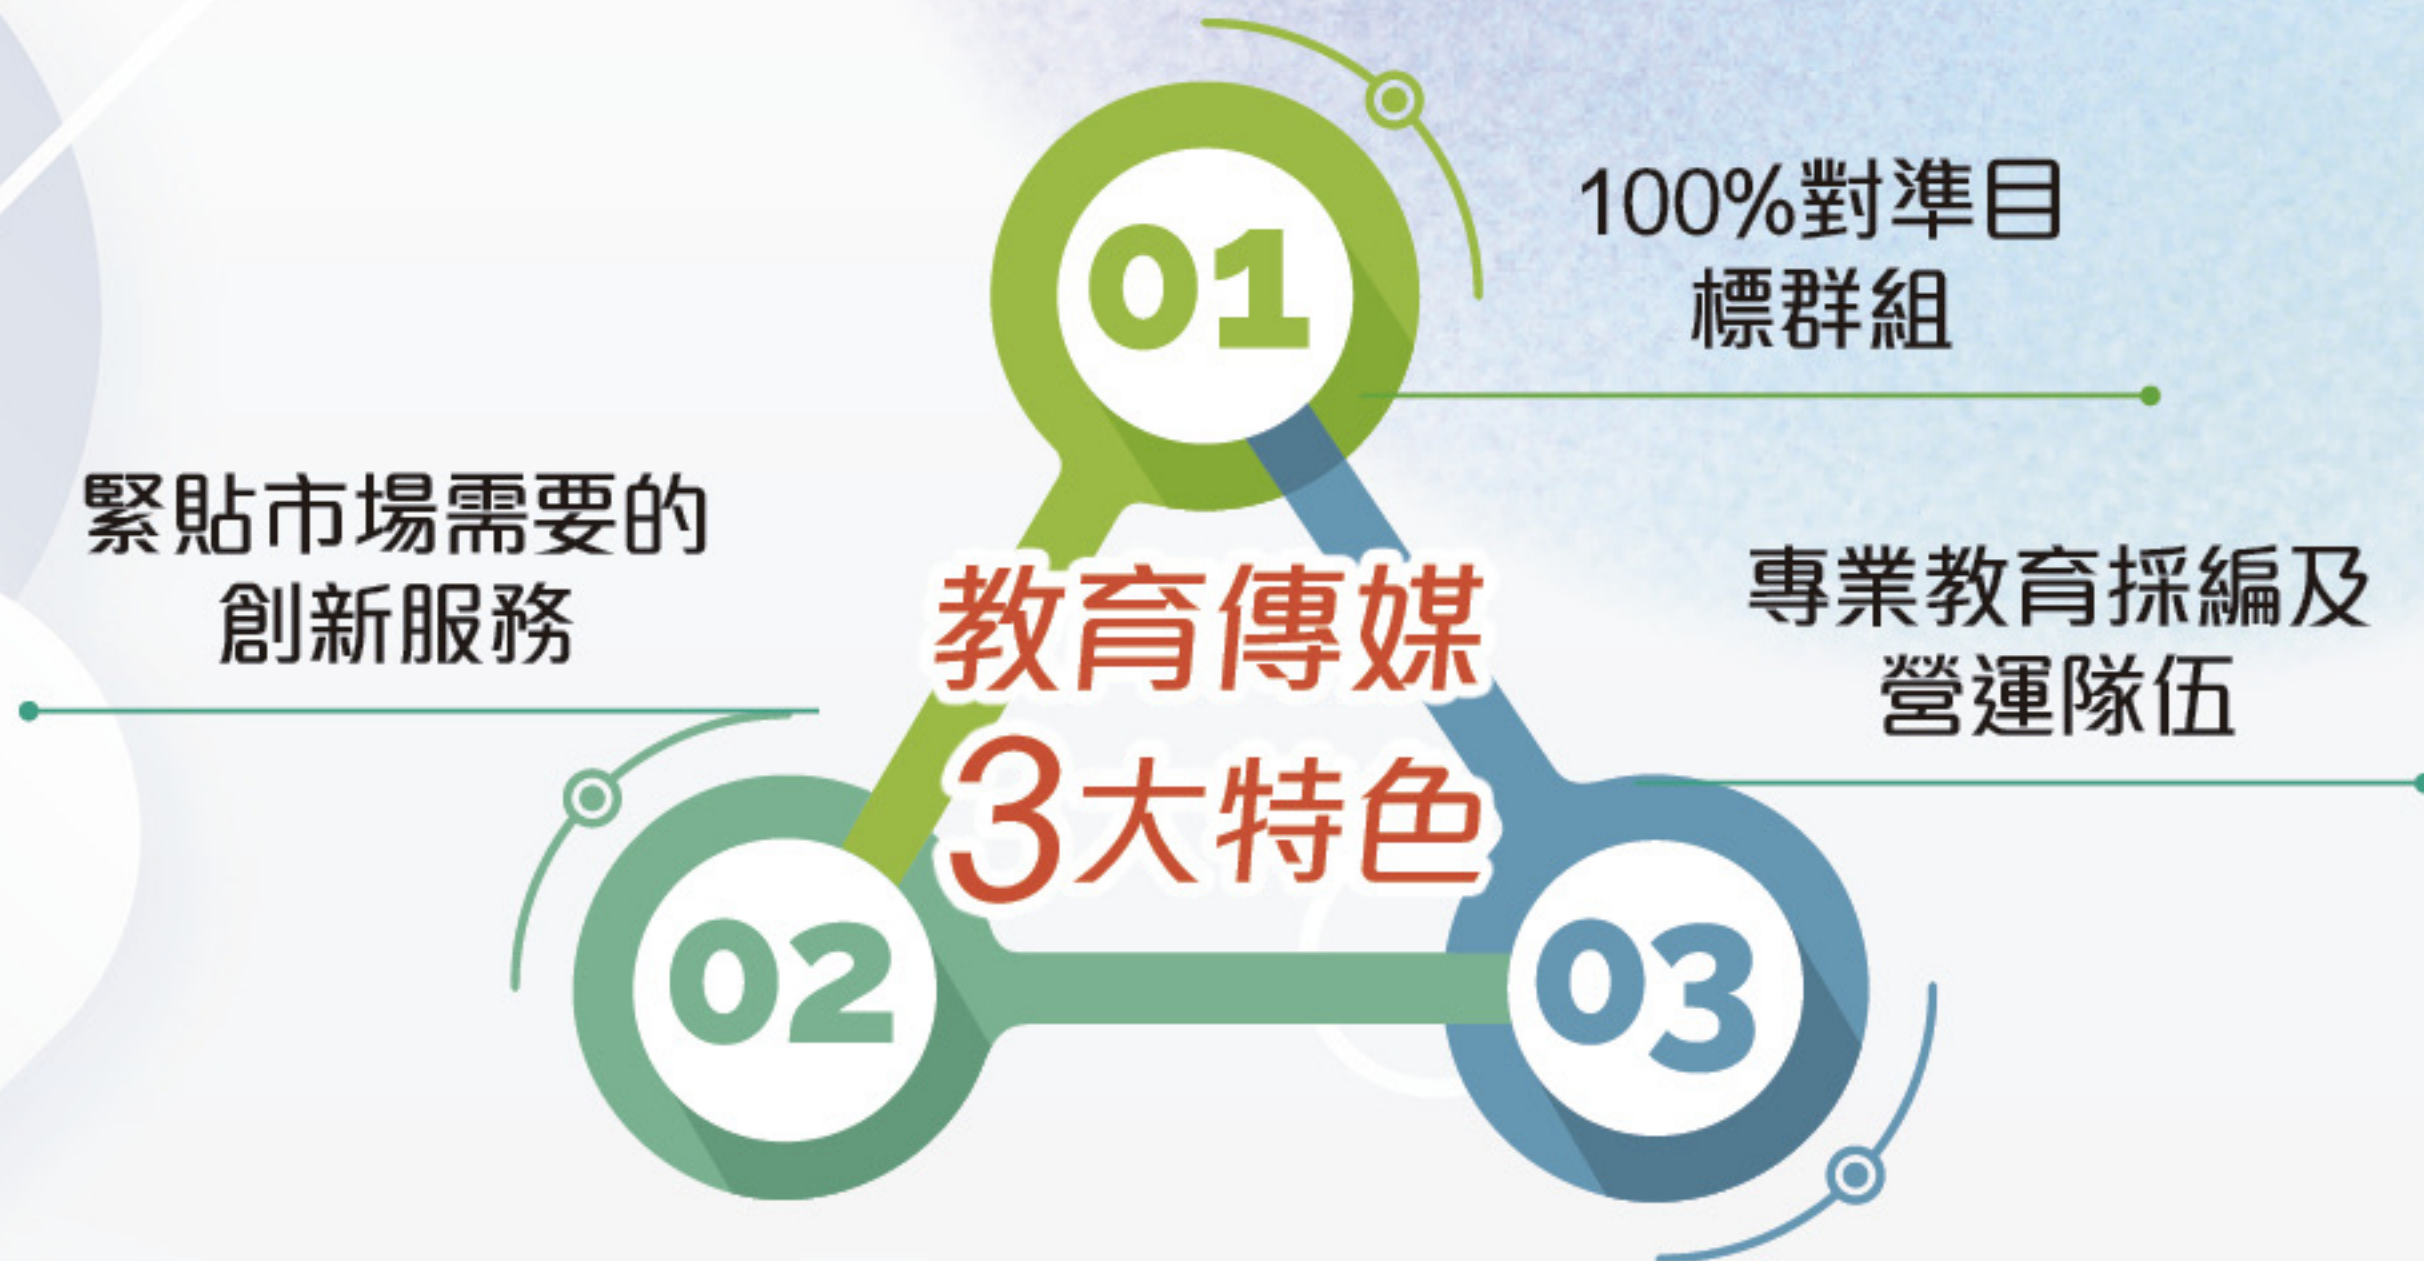 01
100%對準目
標群組
緊貼市場需要的
創新服務
教育傳媒
3大特色
專業教育採編及
營運隊伍
02
03